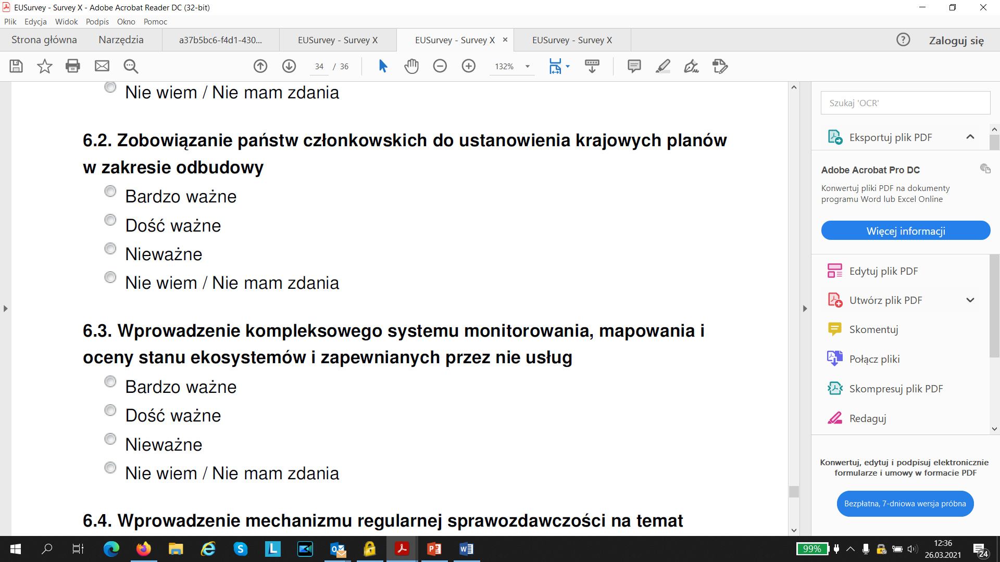 EUSurvey - Survey X - Adobe Acrobat Reader DC (32-bit)
Plik Edycja Widok Podpis Okno Pomoc
Strona główna Narzędzia a37b5bc6-f4d1-430... EUSurvey - Survey X EUSurvey - Survey X × EUSurvey - Survey X ? Zaloguj się
34 / 36 132%
Nie wiem / Nie mam zdania
6.2. Zobowiązanie państw członkowskich do ustanowienia krajowych planów
w zakresie odbudowy
Bardzo ważne
Dość ważne
Nieważne
Nie wiem / Nie mam zdania
6.3. Wprowadzenie kompleksowego systemu monitorowania, mapowania i
oceny stanu ekosystemów i zapewnianych przez nie usług
Bardzo ważne
Dość ważne
Nieważne
Nie wiem / Nie mam zdania
6.4. Wprowadzenie mechanizmu regularnej sprawozdawczości na temat
Szukaj 'OCR'
Eksportuj plik PDF
Adobe Acrobat Pro DC
Konwertuj pliki PDF na dokumenty
programu Word lub Excel Online
Więcej informacji
Edytuj plik PDF
Utwórz plik PDF
Skomentuj
Połącz pliki
Skompresuj plik PDF
Redaguj
Konwertuj, edytuj i podpisuj elektronicznie
formularze i umowy w formacie PDF
Bezpłatna, 7-dniowa wersja próbna
99%
12:36
26.03.2021
24